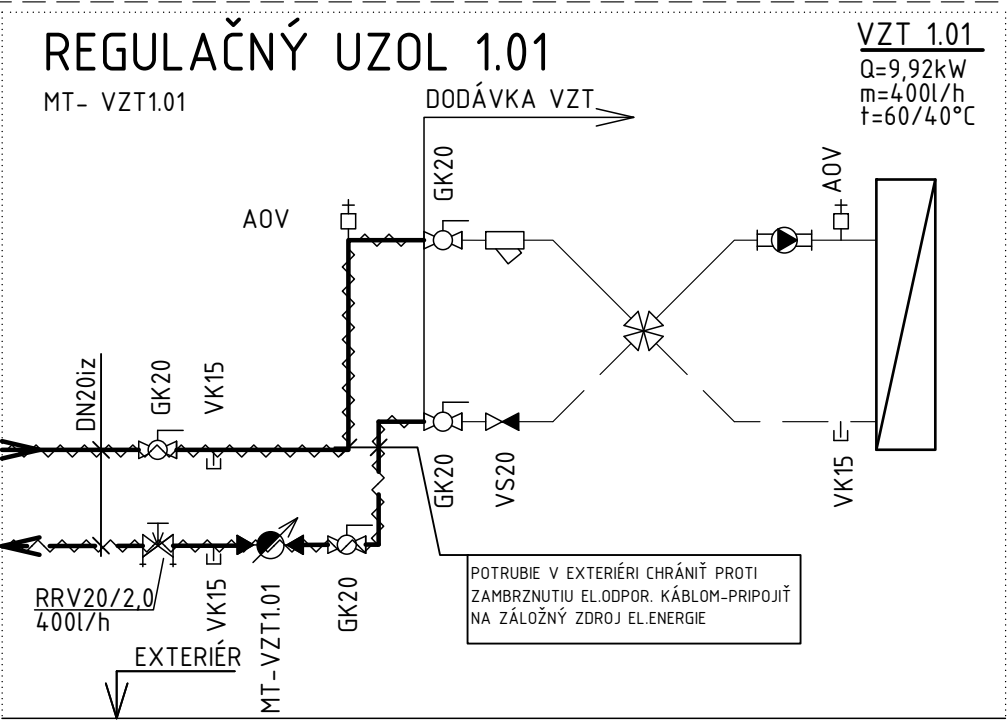 REGULAČNÝ UZOL 1.01
MT- VZT1.01
VZT 1.01
Q=9,92kW
m=400l/h
t=60/40°C
DODÁVKA VZT
GK20
AOV
AOV
DN20iz
GK20
VK15
GK20
VS20
VK15
RRV20/2,0
400l/h
VK15
MT-VZT1.01
GK20
POTRUBIE V EXTERIÉRI CHRÁNIŤ PROTI
ZAMBRZNUTIU EL.ODPOR. KÁBLOM-PRIPOJIŤ
NA ZÁLOŽNÝ ZDROJ EL.ENERGIE
EXTERIÉR